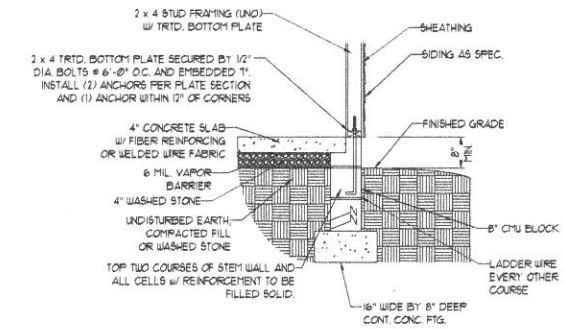 2 x 4 STUD FRAMING (UNO)
W/ TRTD. BOTTOM PLATE
SHEATHING
SIDING AS SPEC.
2 x 4 TRTD. BOTTOM PLATE SECURED BY 1/2"
DIA. BOLTS @ 6'-0" O.C. AND EMBEDDED 7".
INSTALL (2) ANCHORS PER PLATE SECTION
AND (1) ANCHOR WITHIN 12" OF CORNERS
FINISHED GRADE
8"
MIN.
4" CONCRETE SLAB
W/ FIBER REINFORCING
OR WELDED WIRE FABRIC
6 MIL. VAPOR
BARRIER
4" WASHED STONE
UNDISTURBED EARTH,
COMPACTED FILL
OR WASHED STONE
8" CMU BLOCK
LADDER WIRE
EVERY OTHER
COURSE
TOP TWO COURSES OF STEM WALL AND
ALL CELLS w/ REINFORCEMENT TO BE
FILLED SOLID.
16" WIDE BY 8" DEEP
CONT. CONC. FTG.